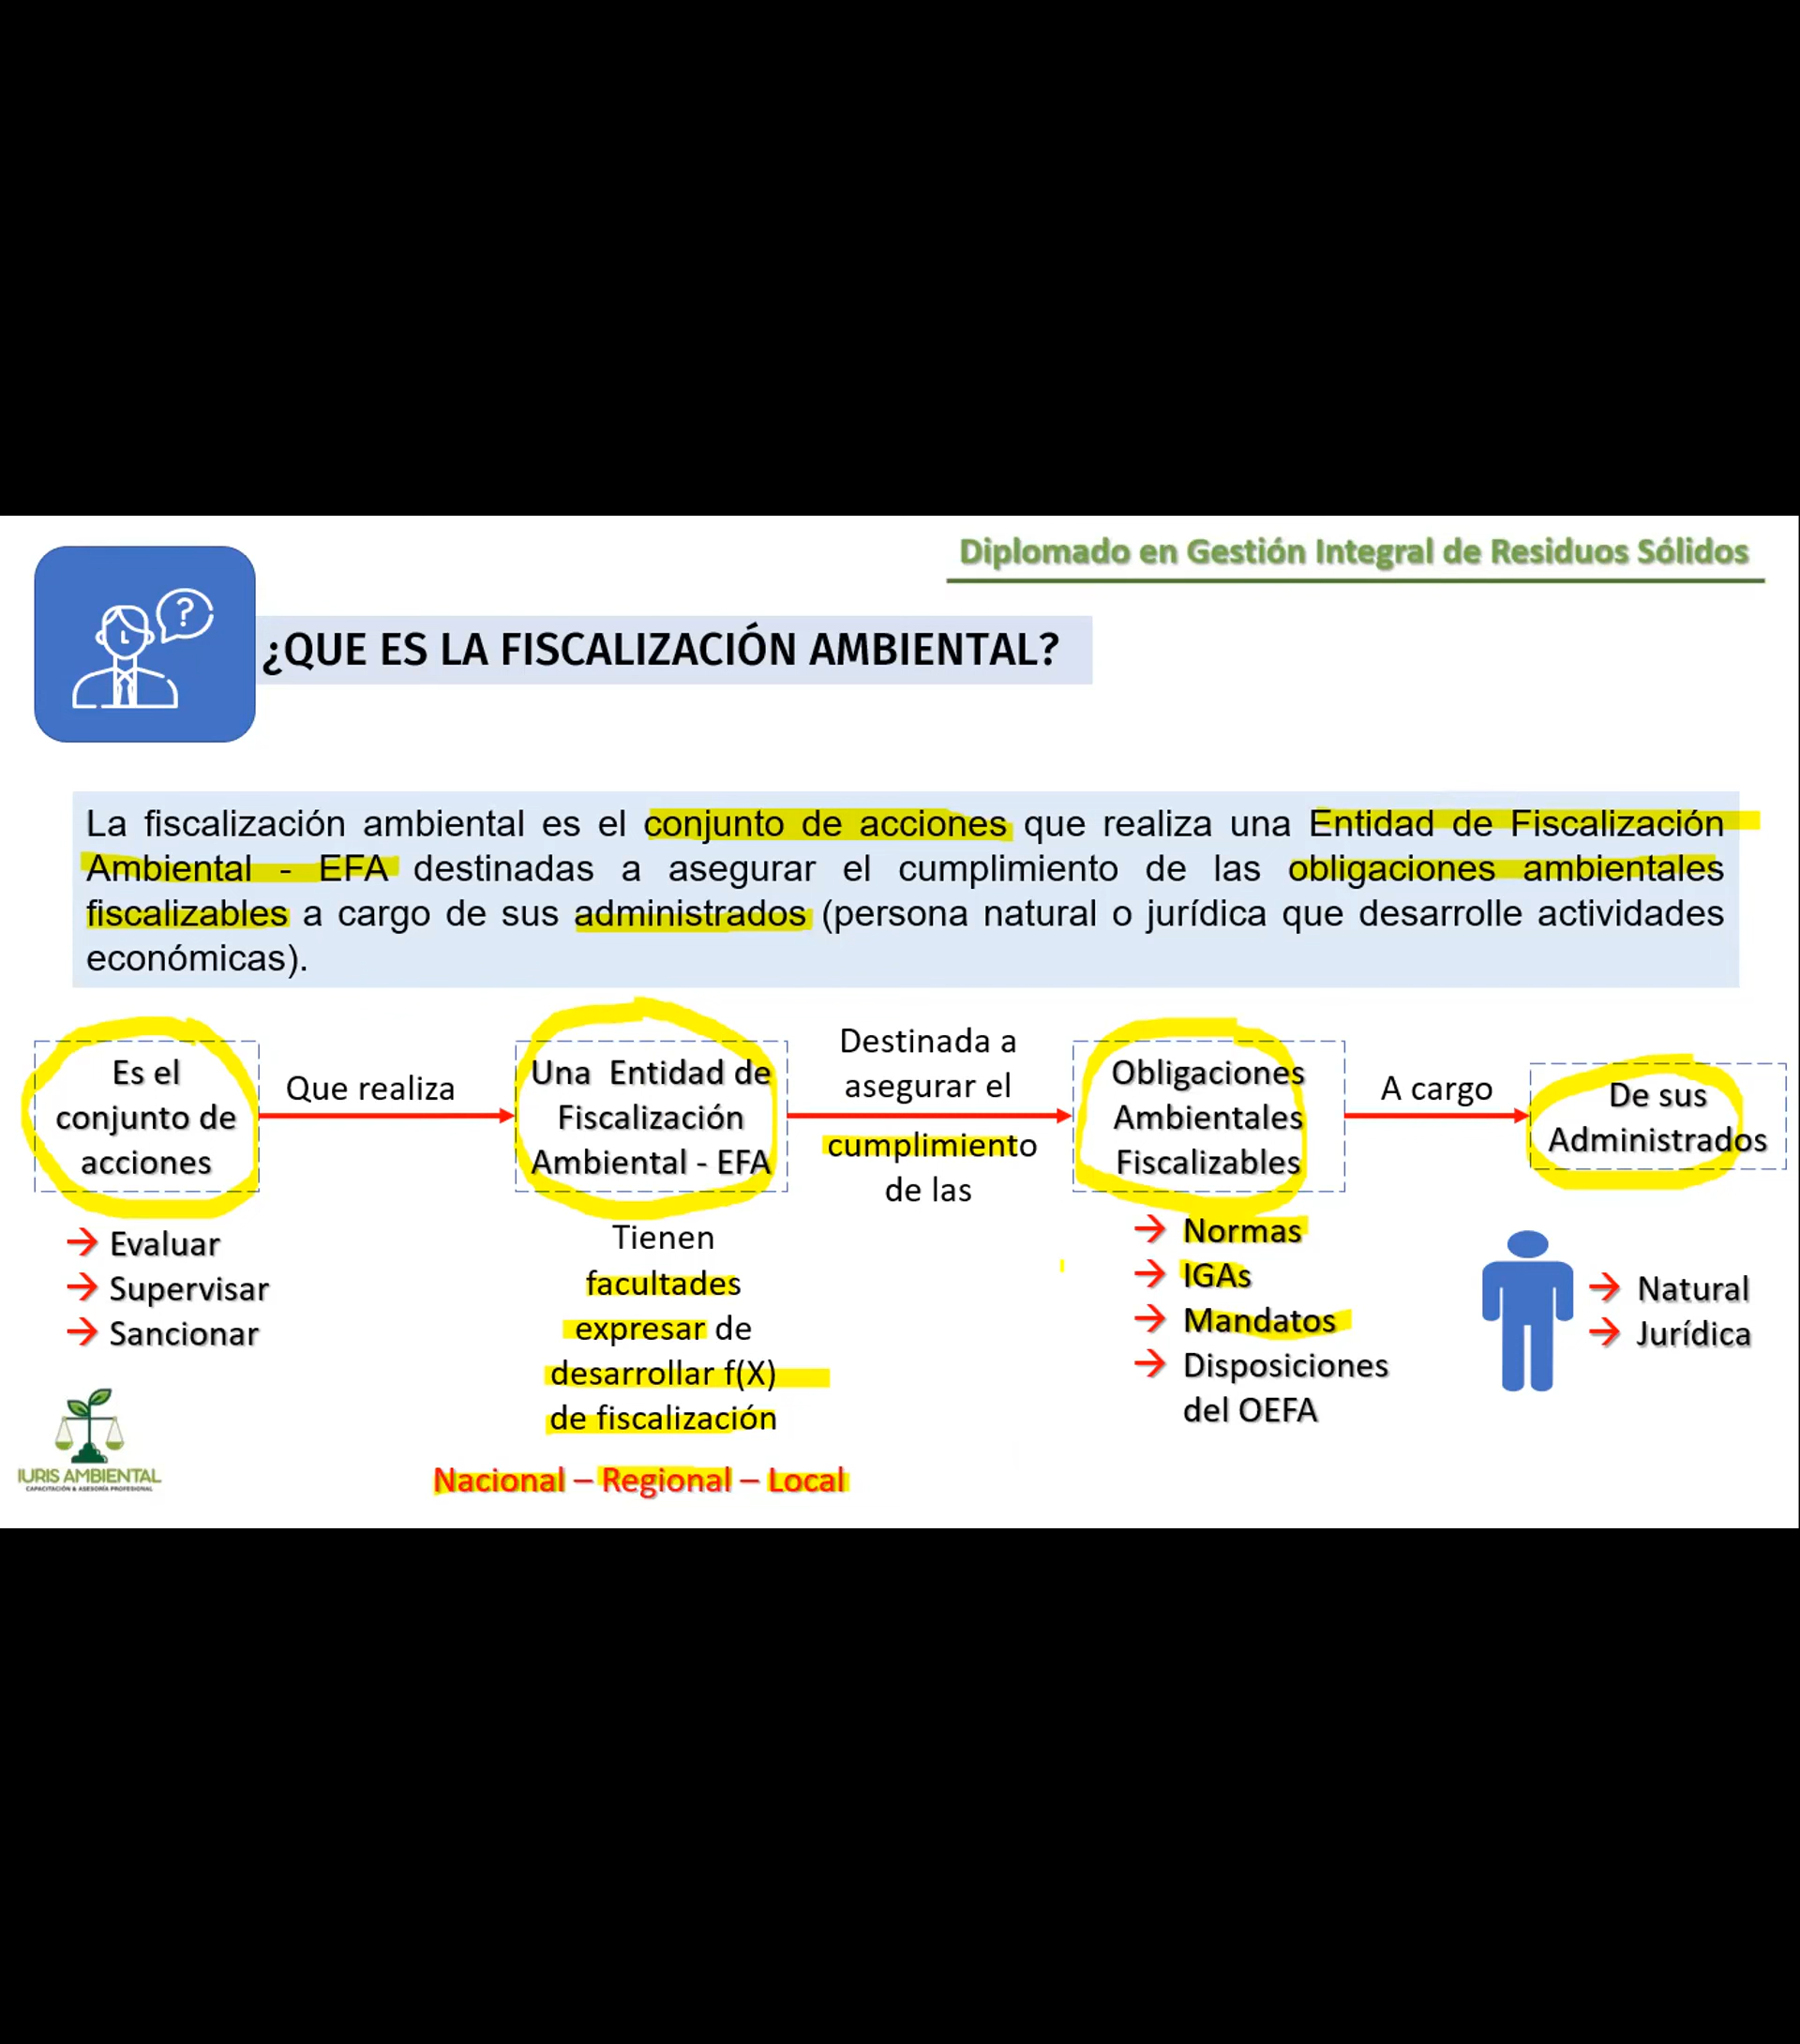 Diplomado en Gestión Integral de Residuos Sólidos
?
¿QUE ES LA FISCALIZACIÓN AMBIENTAL?
La fiscalización ambiental es el conjunto de acciones que realiza una Entidad de Fiscalización
Ambiental - EFA destinadas a asegurar el cumplimiento de las obligaciones ambientales
fiscalizables a cargo de sus administrados (persona natural o jurídica que desarrolle actividades
económicas).
Es el
conjunto de
acciones
→ Evaluar
→ Supervisar
→ Sancionar
Que realiza
Una Entidad de
Fiscalización
Ambiental - EFA
Tienen
facultades
expresar de
desarrollar f(X)
de fiscalización
Nacional – Regional – Local
Destinada a
asegurar el
cumplimiento
de las
Obligaciones
Ambientales
Fiscalizables
→ Normas
→ IGAs
→ Mandatos
→ Disposiciones
del OEFA
A cargo
De sus
Administrados
→ Natural
→ Jurídica
IURIS AMBIENTAL
CAPACITACIÓN & ASESORÍA PROFESIONAL